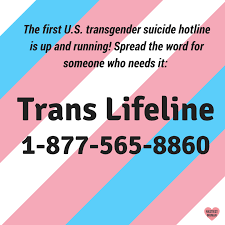 The first U.S. transgender suicide hotline
is up and running! Spread the word for
someone who needs it:
Trans Lifeline
1-877-565-8860